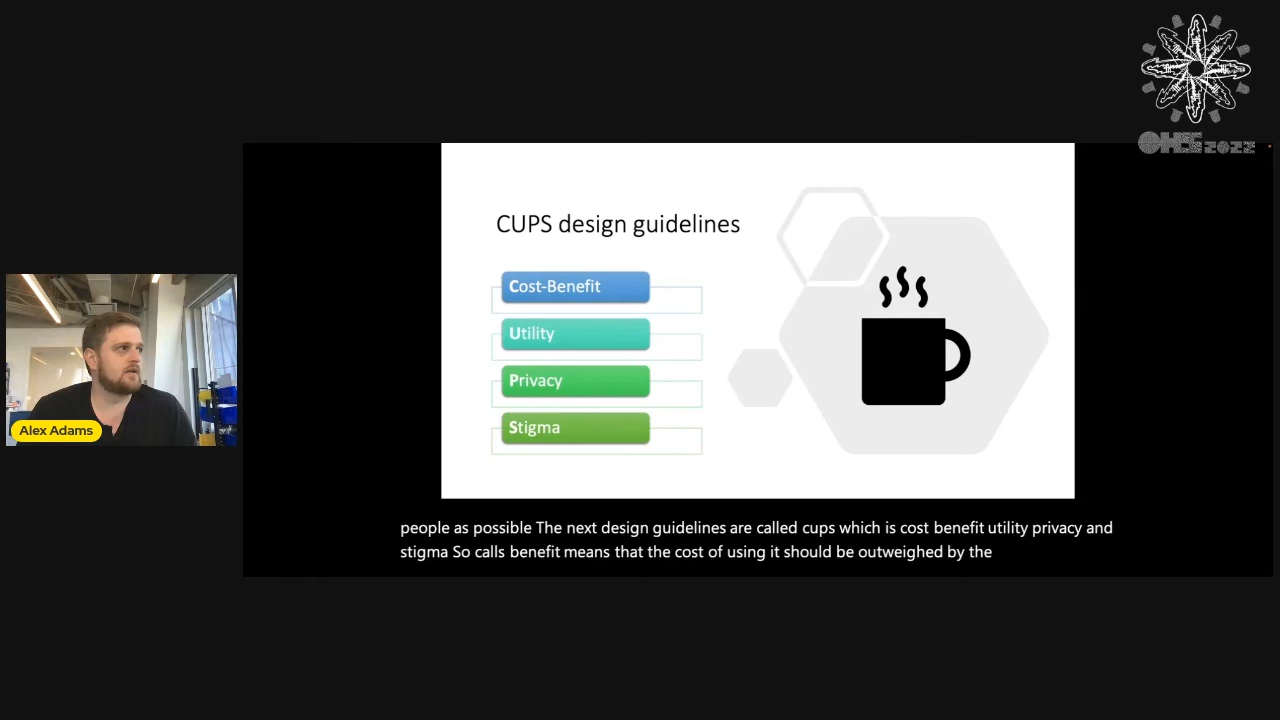 OHS 2022
CUPS design guidelines
Cost-Benefit
Utility
Privacy
Stigma
Alex Adams
people as possible The next design guidelines are called cups which is cost benefit utility privacy and
stigma So calls benefit means that the cost of using it should be outweighed by the